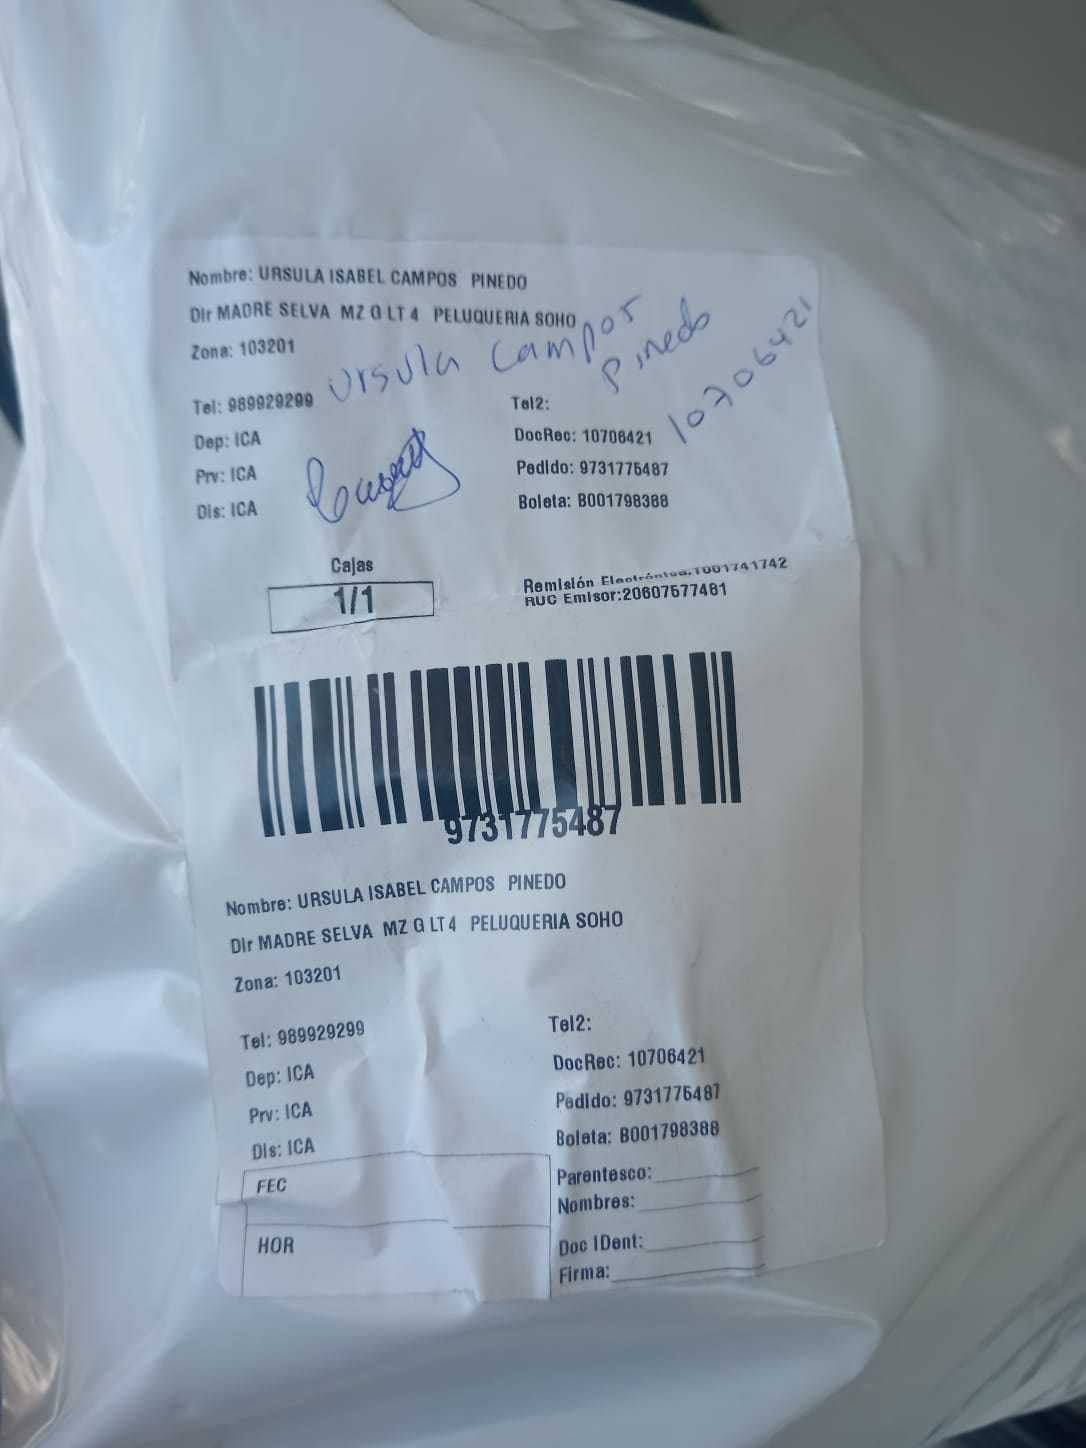 Nombre: URSULA ISABEL CAMPOS PINEDO
Dir MADRE SELVA MZ G LT 4 PELUQUERIA SOHO
Zona: 103201
Ursula Campos
Pinedo
10706421
Tel: 989929299
Tel2:
Dep: ICA
DocRec: 10706421
Prv: ICA
Pedido: 9731775487
Dis: ICA
Boleta: B001798388
Cajas
1/1
Remisión Electrónica:T001741742
RUC Emisor:20607577481
9731775487
Nombre: URSULA ISABEL CAMPOS PINEDO
Dir MADRE SELVA MZ G LT 4 PELUQUERIA SOHO
Zona: 103201
Tel: 989929299
Tel2:
Dep: ICA
DocRec: 10706421
Prv: ICA
Pedido: 9731775487
Dis: ICA
Boleta: B001798388
FEC
Parentesco:
Nombres:
HOR
Doc IDent:
Firma: